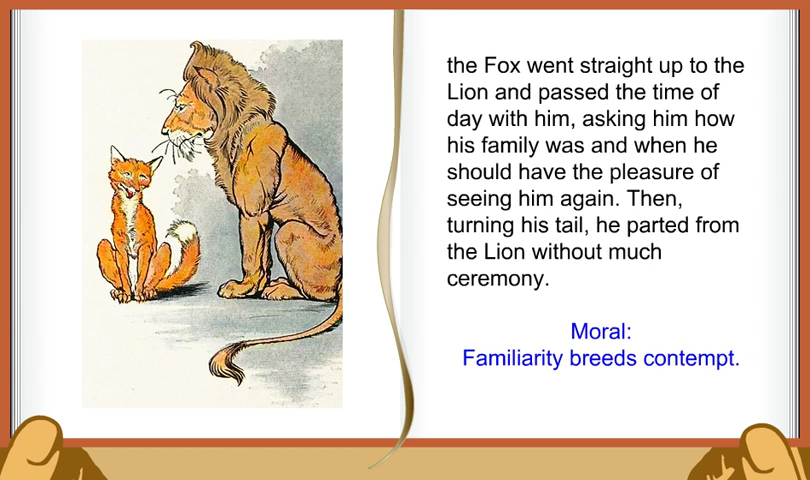 the Fox went straight up to the
Lion and passed the time of
day with him, asking him how
his family was and when he
should have the pleasure of
seeing him again. Then,
turning his tail, he parted from
the Lion without much
ceremony.
Moral:
Familiarity breeds contempt.